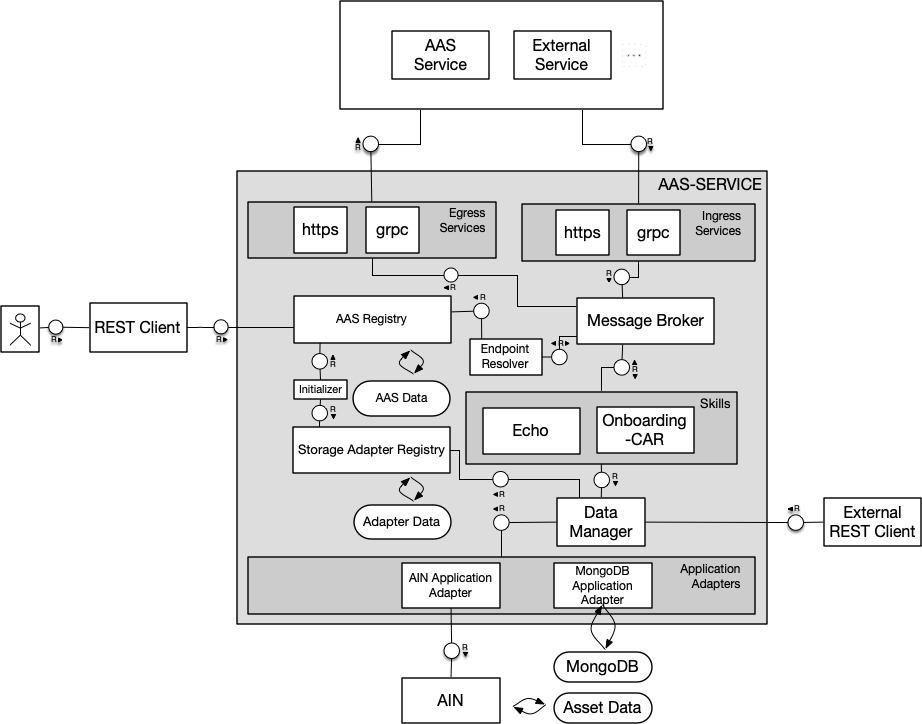 AAS
Service
External
Service
...
R
R
AAS-SERVICE
Egress
Services
https
grpc
Ingress
Services
https
grpc
R
R
REST Client
R
R
AAS Registry
R
Message Broker
Endpoint
Resolver
R
R
R
Initializer
AAS Data
R
Skills
Echo
Onboarding
-CAR
Storage Adapter Registry
R
R
Adapter Data
R
Data
Manager
R
External
REST Client
Application
Adapters
AIN Application
Adapter
MongoDB
Application
Adapter
R
MongoDB
AIN
Asset Data